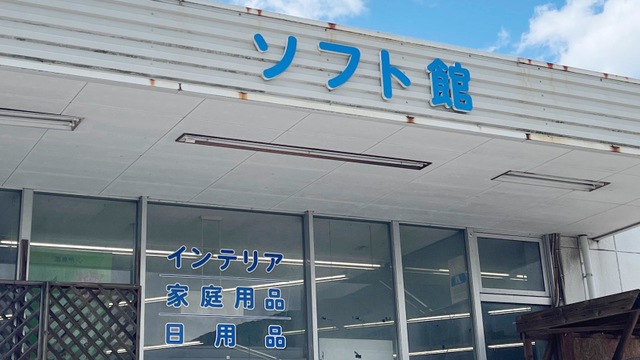 ソフト館
インテリア
家庭用品
日用品